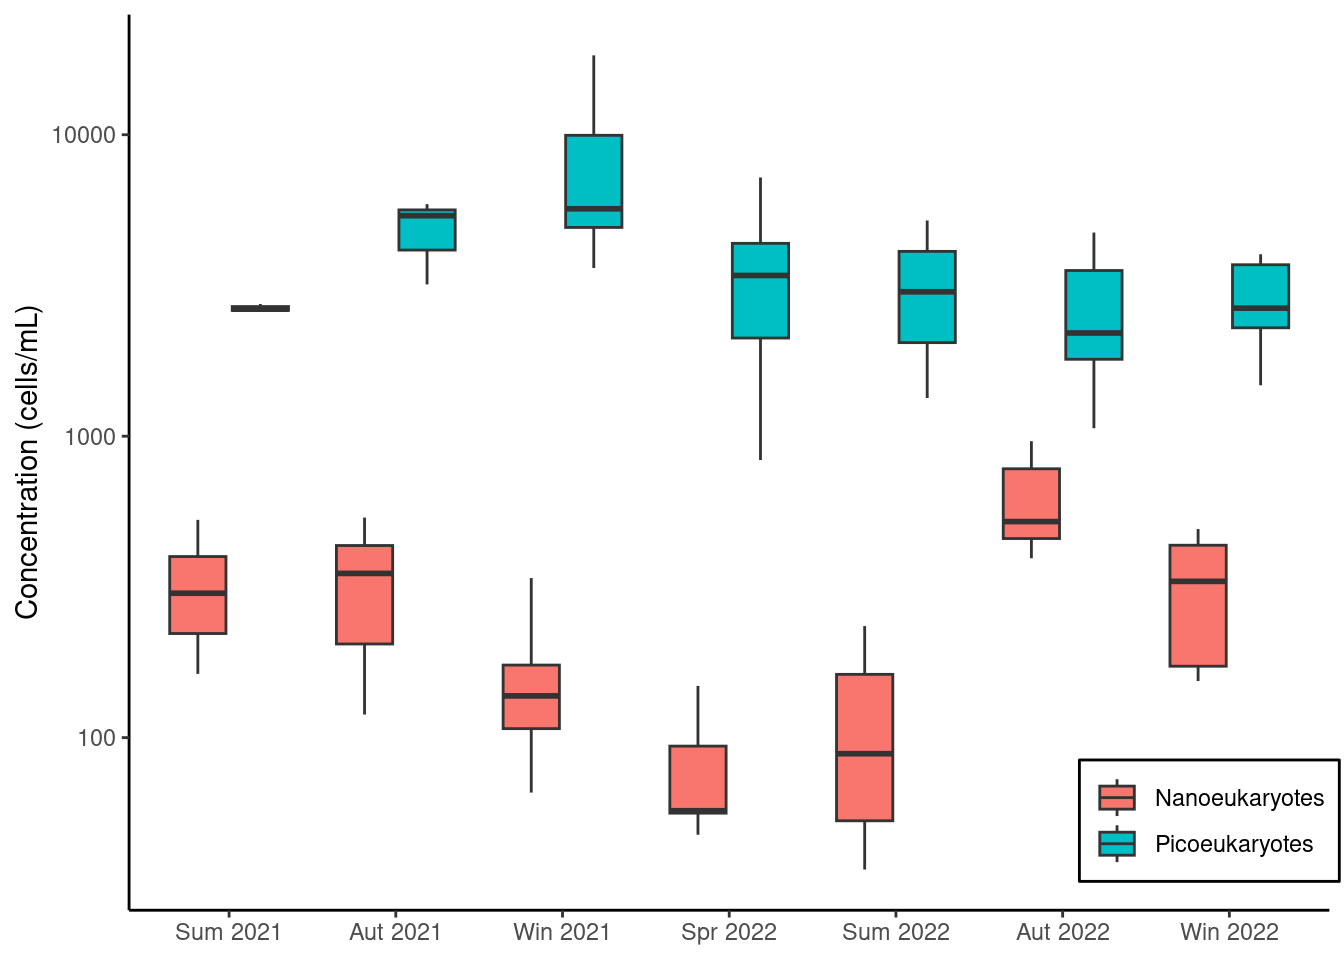 Concentration (cells/mL)
10000
1000
100
Sum 2021
Aut 2021
Win 2021
Spr 2022
Sum 2022
Aut 2022
Win 2022
Nanoeukaryotes
Picoeukaryotes